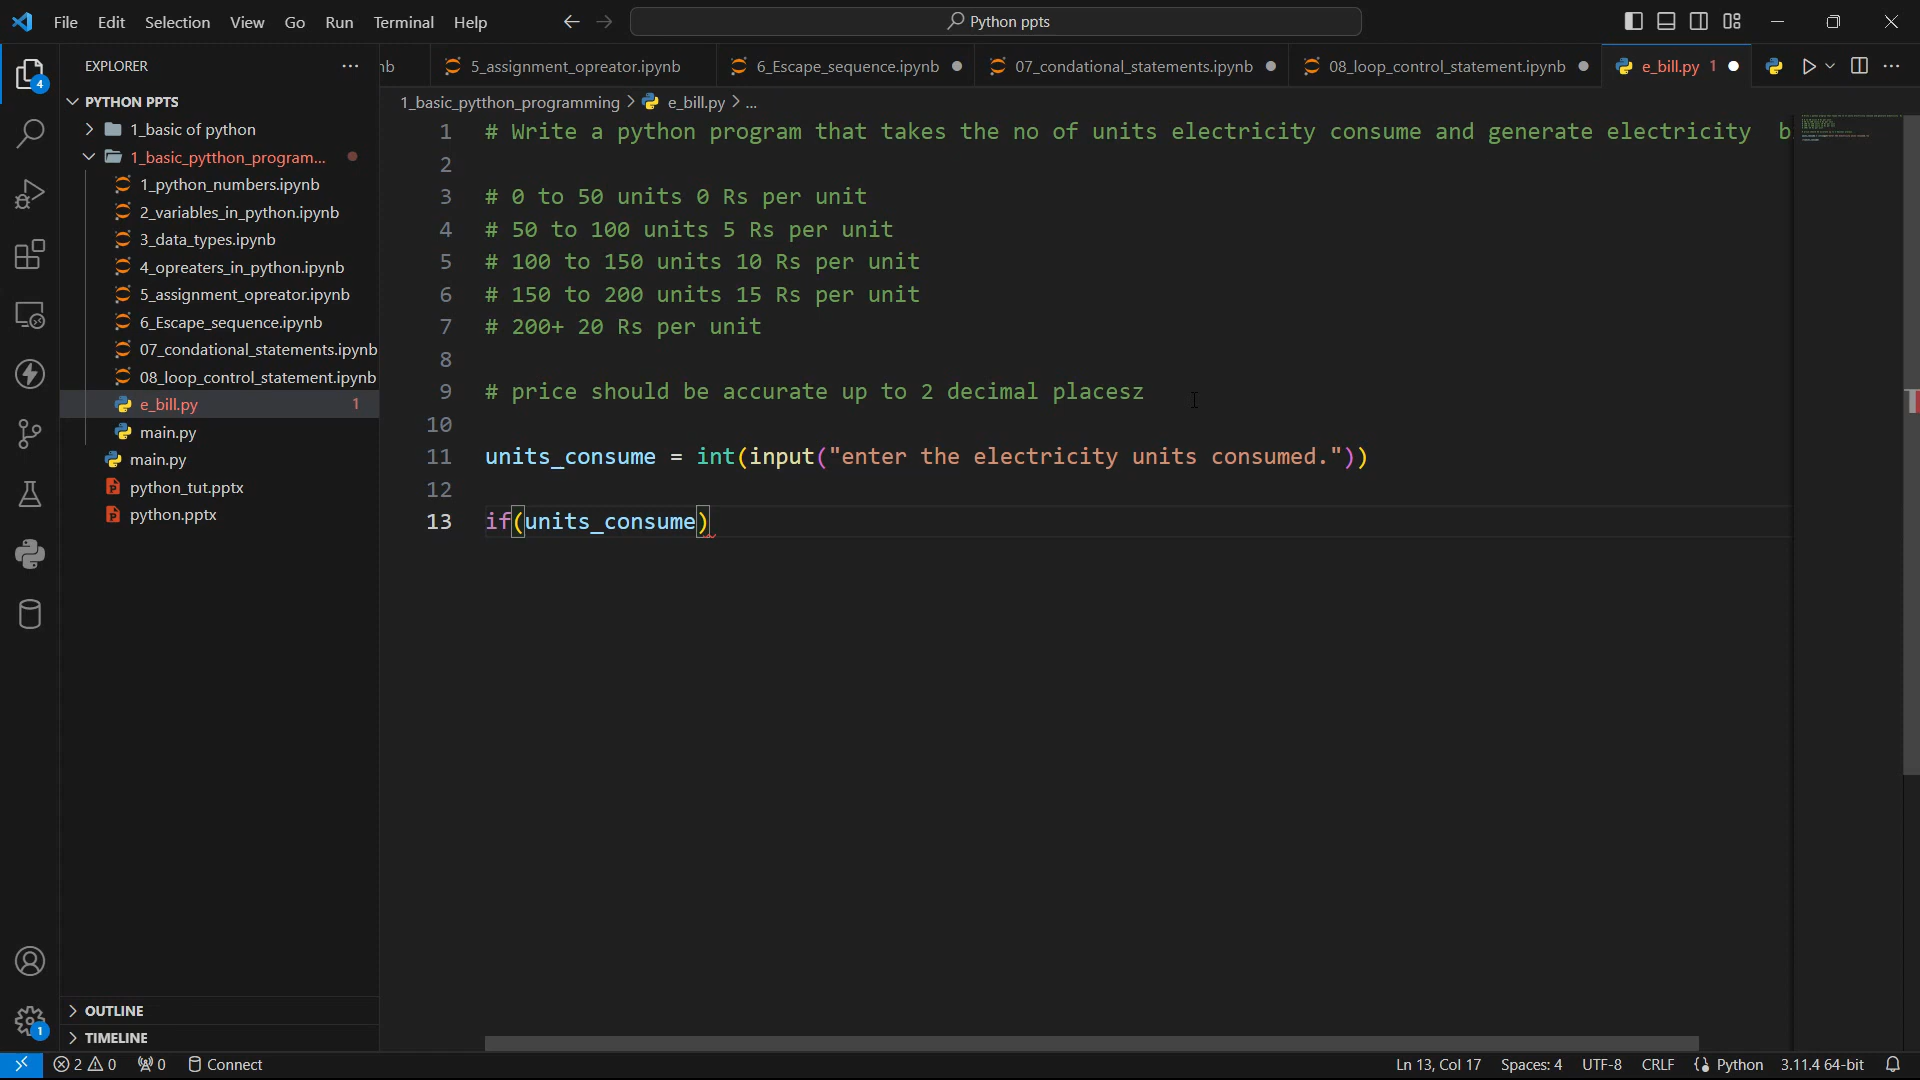 File Edit Selection View Go Run Terminal Help
Python ppts
EXPLORER
nb
5_assignment_opreator.ipynb
6_Escape_sequence.ipynb
07_condational_statements.ipynb
08_loop_control_statement.ipynb
e_bill.py 1
4
PYTHON PPTS
1_basic of python
1_basic_pytthon_program...
1_python_numbers.ipynb
2_variables_in_python.ipynb
3_data_types.ipynb
4_opreaters_in_python.ipynb
5_assignment_opreator.ipynb
6_Escape_sequence.ipynb
07_condational_statements.ipynb
08_loop_control_statement.ipynb
e_bill.py 1
main.py
main.py
python_tut.pptx
python.pptx
OUTLINE
TIMELINE
1
1_basic_pytthon_programming > e_bill.py > ...
1 # Write a python program that takes the no of units electricity consume and generate electricity b
2
3 # 0 to 50 units 0 Rs per unit
4 # 50 to 100 units 5 Rs per unit
5 # 100 to 150 units 10 Rs per unit
6 # 150 to 200 units 15 Rs per unit
7 # 200+ 20 Rs per unit
8
9 # price should be accurate up to 2 decimal placesz
10
11 units_consume = int(input("enter the electricity units consumed."))
12
13 if(units_consume)
2 0 0 Connect
Ln 13, Col 17 Spaces: 4 UTF-8 CRLF Python 3.11.4 64-bit